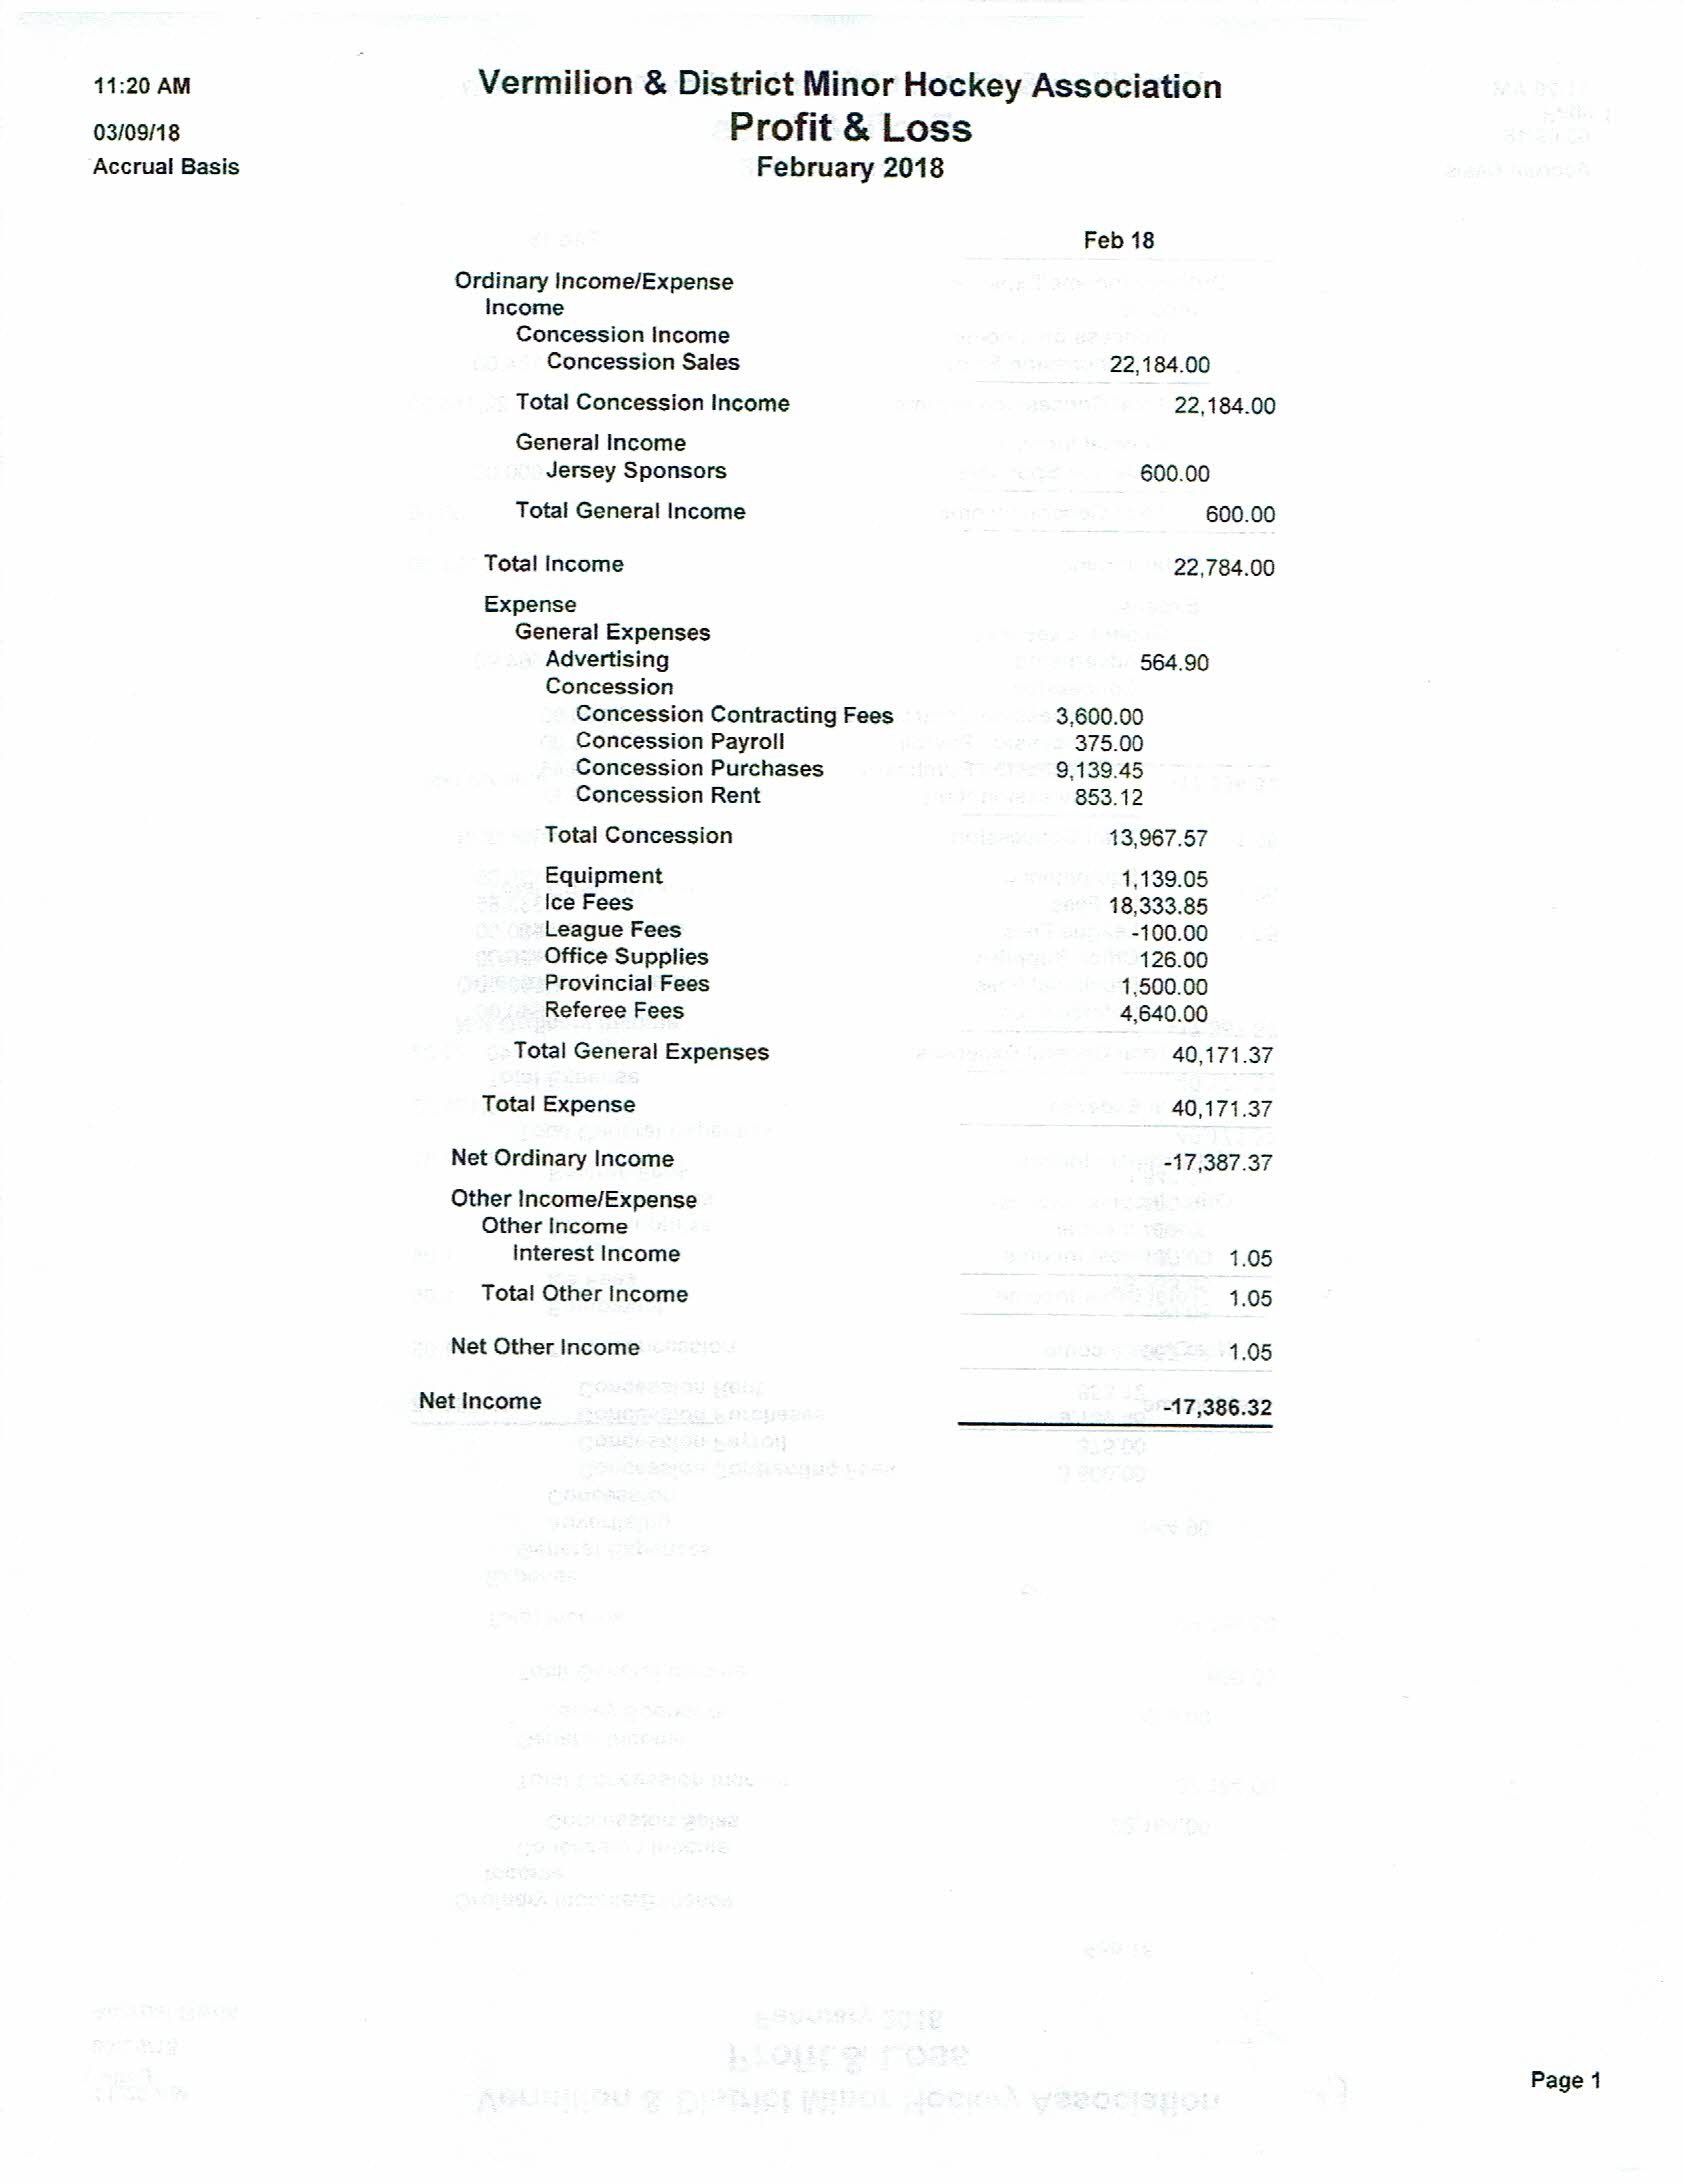 11:20 AM
03/09/18
Accrual Basis
Vermilion & District Minor Hockey Association
Profit & Loss
February 2018
Feb 18
Ordinary Income/Expense
Income
Concession Income
Concession Sales 22,184.00
Total Concession Income 22,184.00
General Income
Jersey Sponsors 600.00
Total General Income 600.00
Total Income 22,784.00
Expense
General Expenses
Advertising 564.90
Concession
Concession Contracting Fees 3,600.00
Concession Payroll 375.00
Concession Purchases 9,139.45
Concession Rent 853.12
Total Concession 13,967.57
Equipment 1,139.05
Ice Fees 18,333.85
League Fees -100.00
Office Supplies 126.00
Provincial Fees 1,500.00
Referee Fees 4,640.00
Total General Expenses 40,171.37
Total Expense 40,171.37
Net Ordinary Income -17,387.37
Other Income/Expense
Other Income
Interest Income 1.05
Total Other Income 1.05
Net Other Income 1.05
Net Income -17,386.32
Page 1